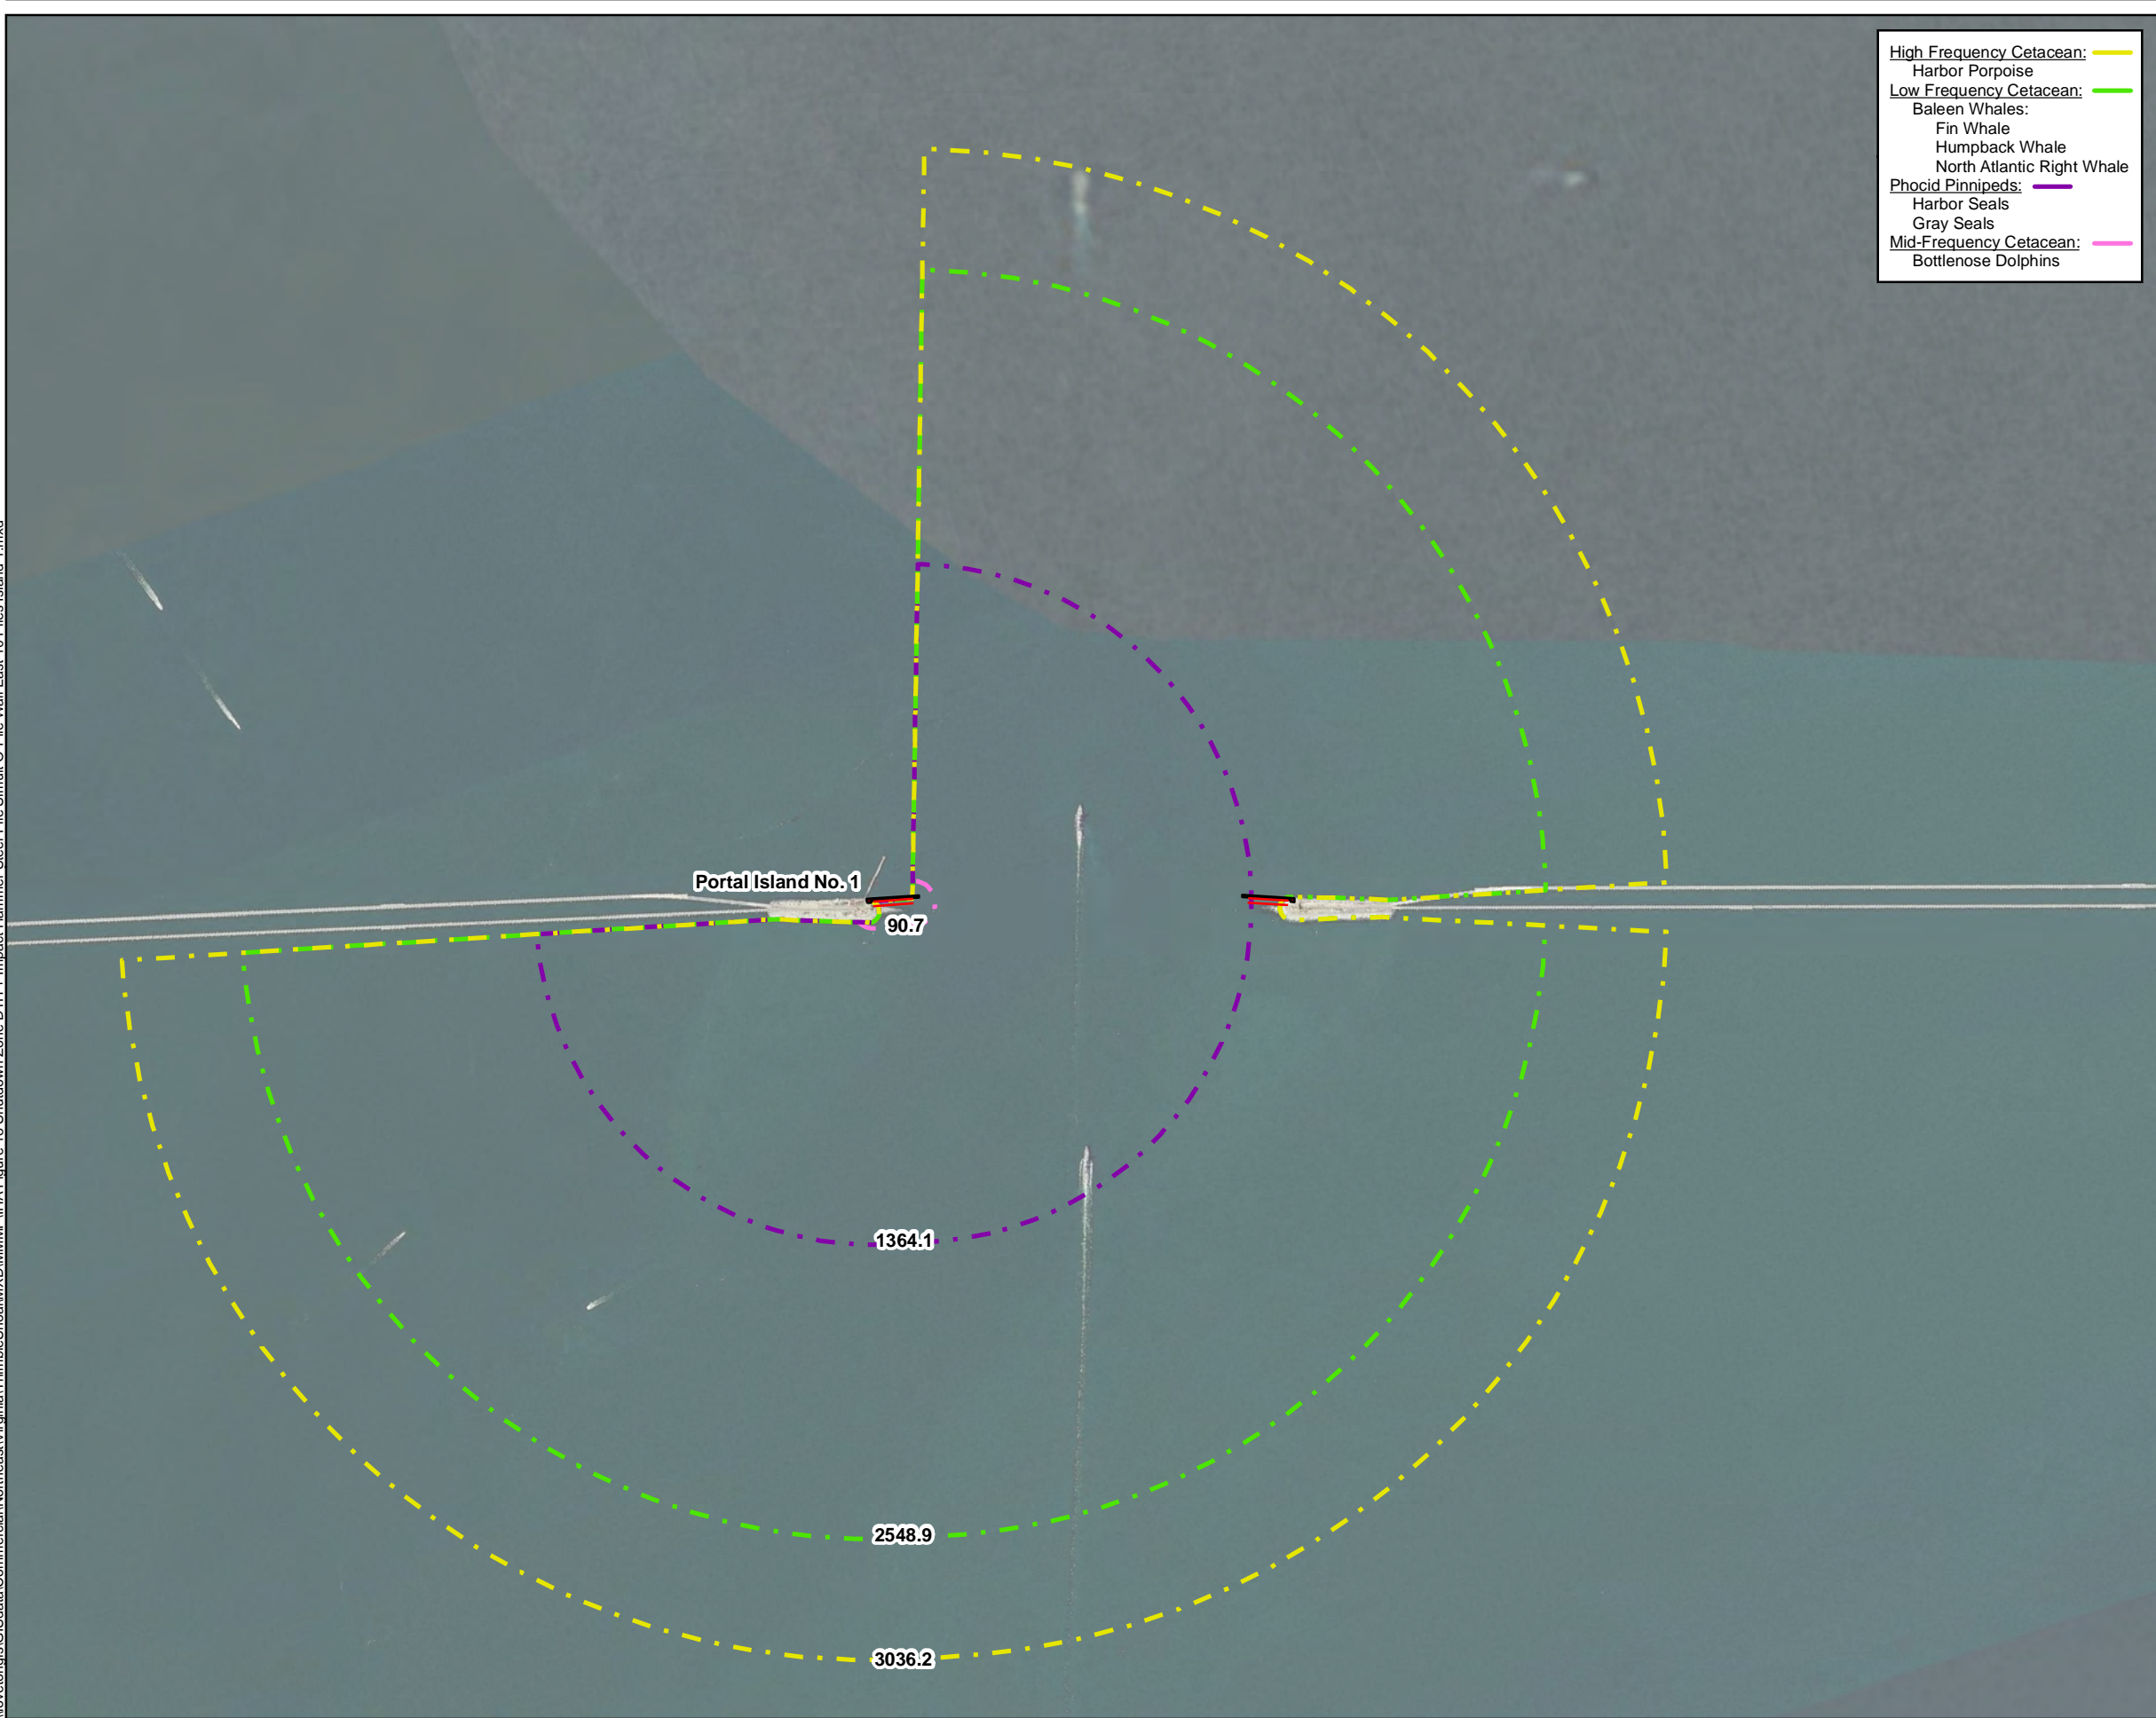 High Frequency Cetacean:
Harbor Porpoise
Low Frequency Cetacean:
Baleen Whales:
Fin Whale
Humpback Whale
North Atlantic Right Whale
Phocid Pinnipeds:
Harbor Seals
Gray Seals
Mid-Frequency Cetacean:
Bottlenose Dolphins
Portal Island No. 1
90.7
1364.1
2548.9
3036.2